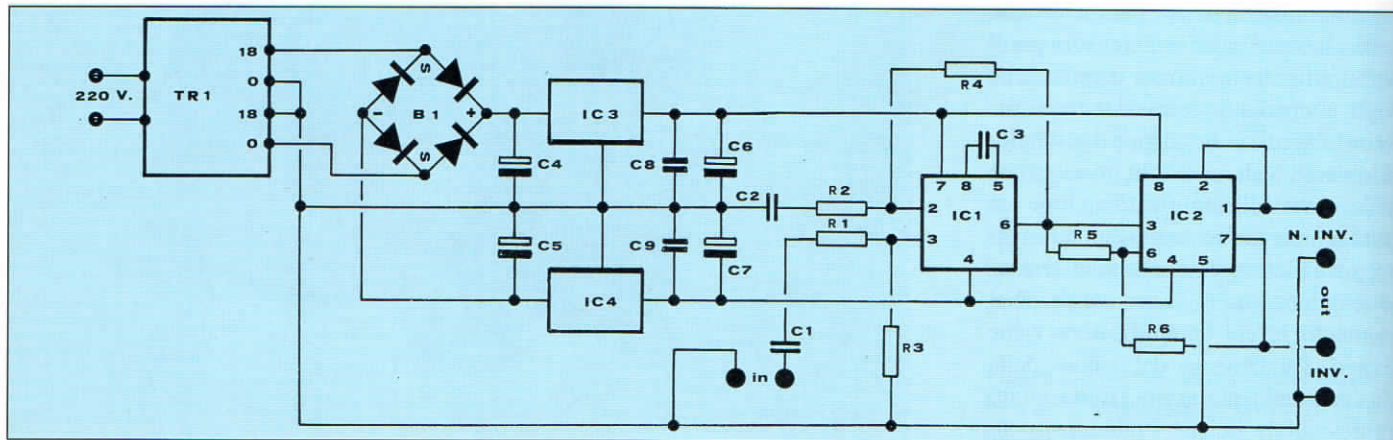 220 V.
TR1
18
0
18
0
S
B1
-
+
S
IC3
IC4
C4
C5
C8
C9
C6
C7
C2
R2
R1
C1
in
R3
R4
C3
7
8
5
2
IC1
3
6
4
R5
8
2
1
3
IC2
7
6
4
5
R6
N. INV.
out
INV.